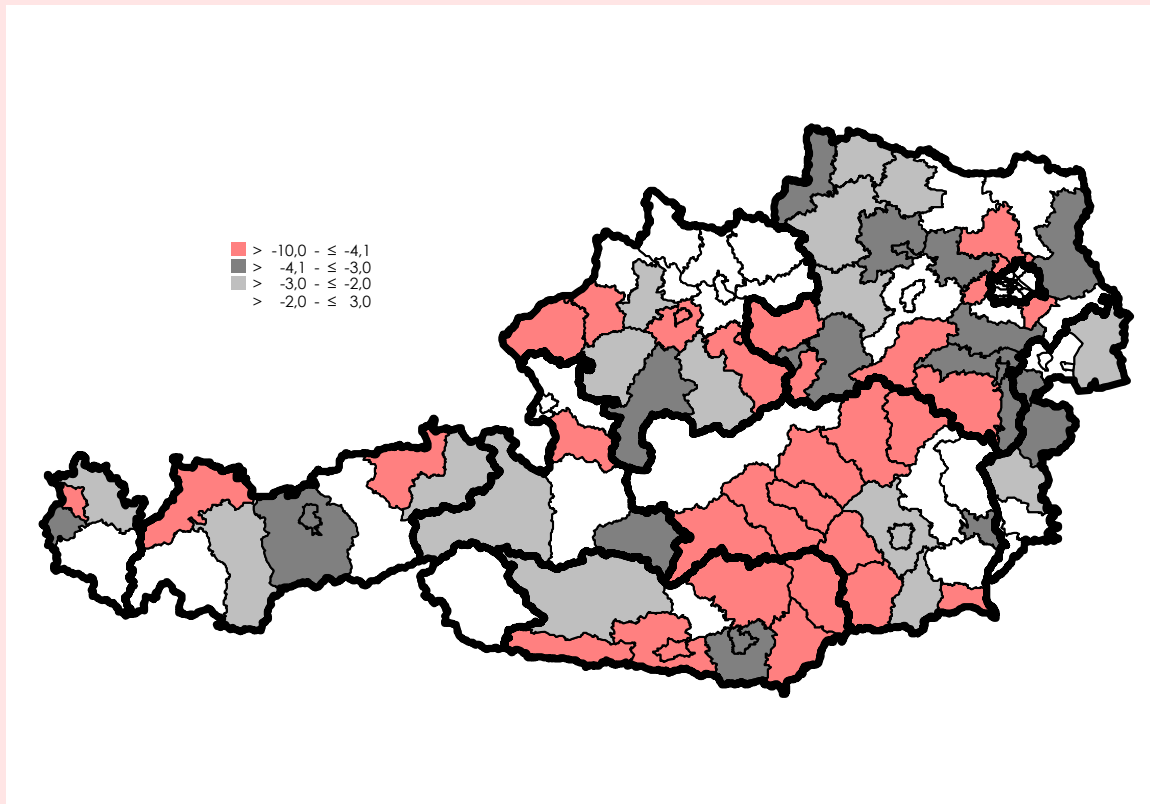 > -10,0 - ≤ -4,1
> -4,1 - ≤ -3,0
> -3,0 - ≤ -2,0
> -2,0 - ≤ 3,0